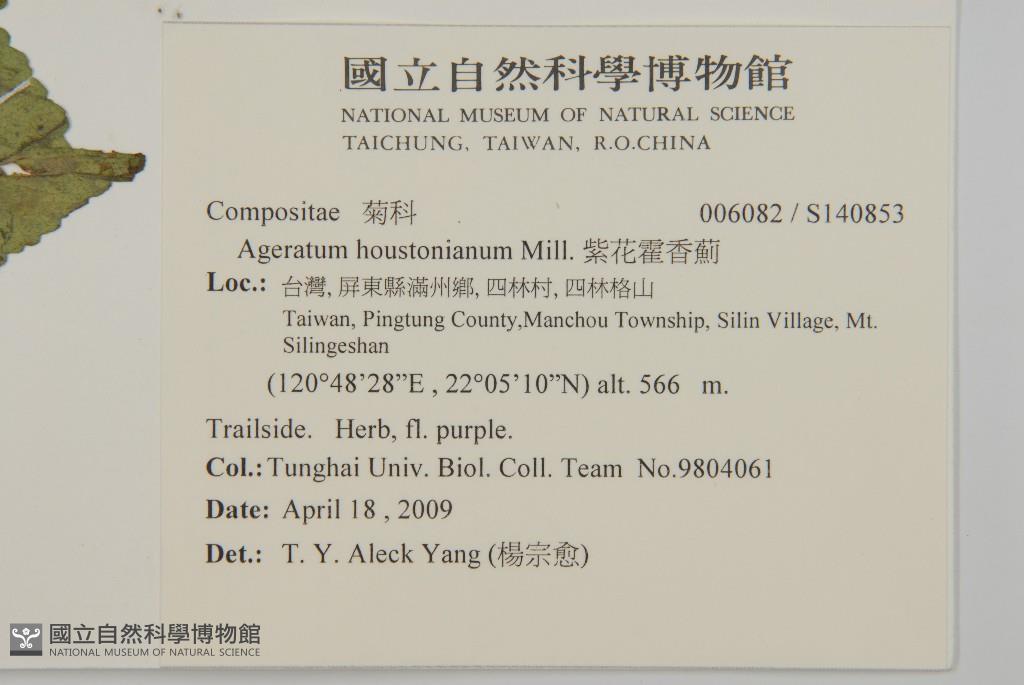 國立自然科學博物館
NATIONAL MUSEUM OF NATURAL SCIENCE
TAICHUNG, TAIWAN, R.O.CHINA
Compositae 菊科 006082 / S140853
Ageratum houstonianum Mill. 紫花霍香薊
Loc.: 台灣, 屏東縣滿州鄉, 四林村, 四林格山
Taiwan, Pingtung County,Manchou Township, Silin Village, Mt.
Silingeshan
(120°48’28”E , 22°05’10”N) alt. 566 m.
Trailside. Herb, fl. purple.
Col.: Tunghai Univ. Biol. Coll. Team No.9804061
Date: April 18 , 2009
Det.: T. Y. Aleck Yang (楊宗愈)
國立自然科學博物館
NATIONAL MUSEUM OF NATURAL SCIENCE